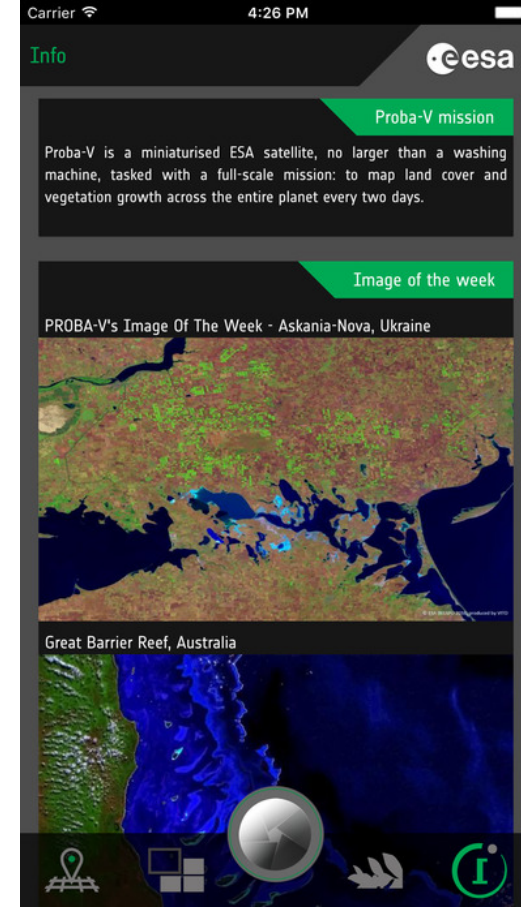 Carrier 4:26 PM
Info
esa
Proba-V mission
Proba-V is a miniaturised ESA satellite, no larger than a washing
machine, tasked with a full-scale mission: to map land cover and
vegetation growth across the entire planet every two days.
Image of the week
PROBA-V's Image Of The Week - Askania-Nova, Ukraine
Great Barrier Reef, Australia